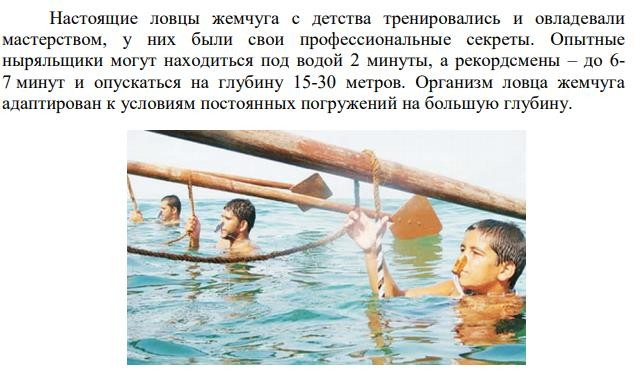 Настоящие ловцы жемчуга с детства тренировались и овладевали
мастерством, у них были свои профессиональные секреты. Опытные
ныряльщики могут находиться под водой 2 минуты, а рекордсмены – до 6-
7 минут и опускаться на глубину 15-30 метров. Организм ловца жемчуга
адаптирован к условиям постоянных погружений на большую глубину.